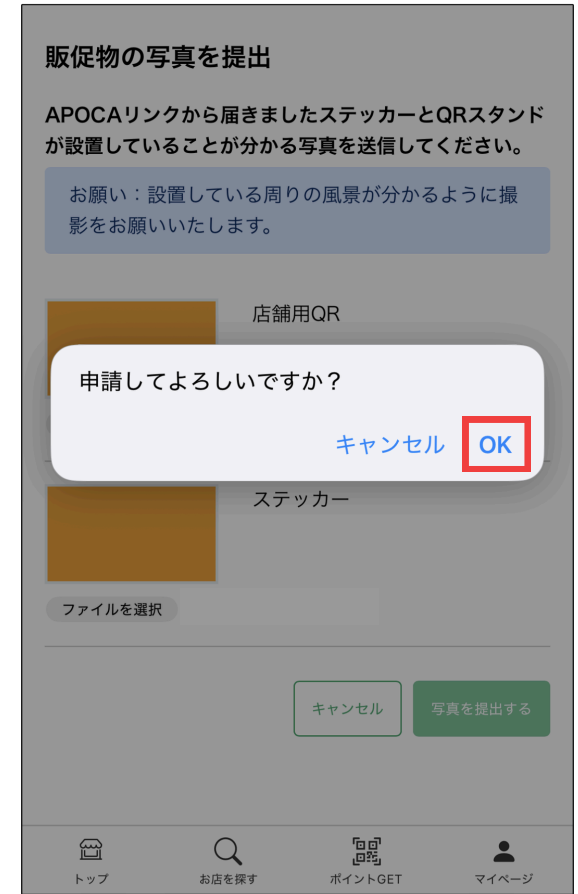 販促物の写真を提出
APOCAリンクから届きましたステッカーとQRスタンド
が設置していることが分かる写真を送信してください。
お願い：設置している周りの風景が分かるように撮
影をお願いいたします。
店舗用QR
申請してよろしいですか？
キャンセル OK
ステッカー
ファイルを選択
キャンセル 写真を提出する
トップ お店を探す ポイントGET マイページ